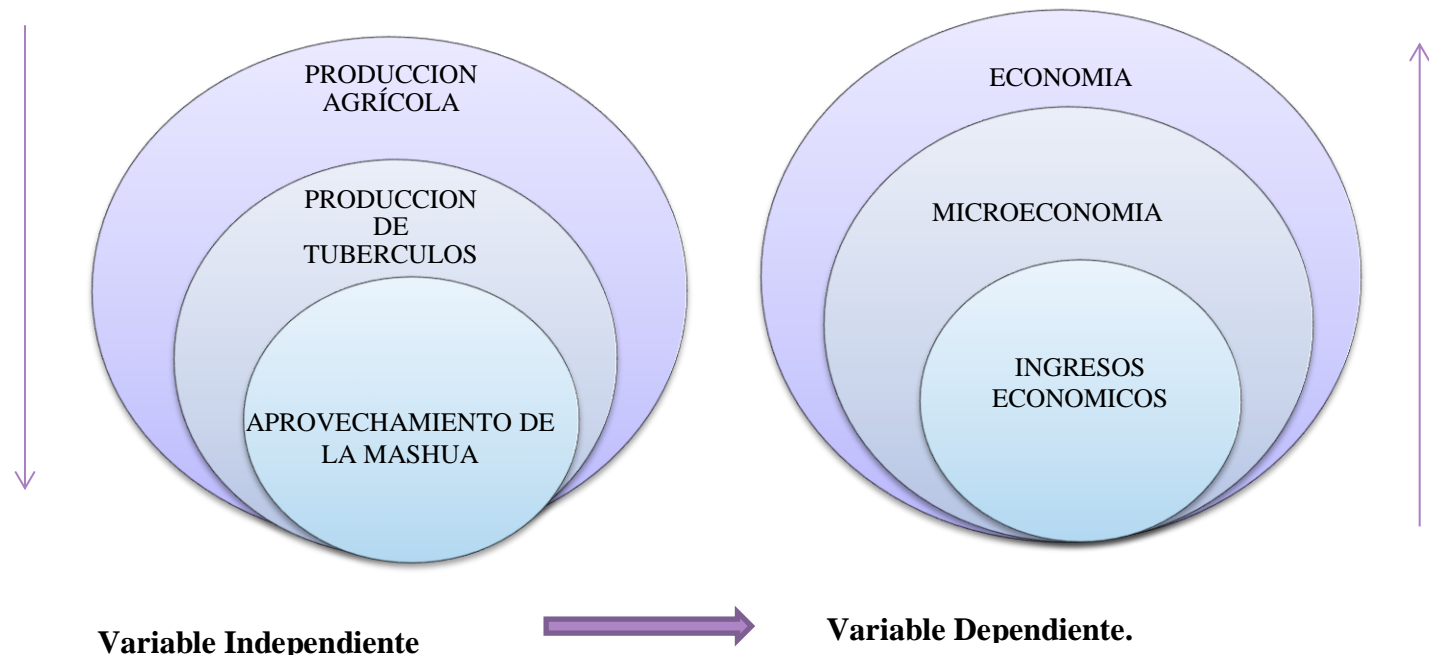 PRODUCCION
AGRÍCOLA
PRODUCCION
DE
TUBERCULOS
APROVECHAMIENTO DE
LA MASHUA
ECONOMIA
MICROECONOMIA
INGRESOS
ECONOMICOS
Variable Independiente
Variable Dependiente.